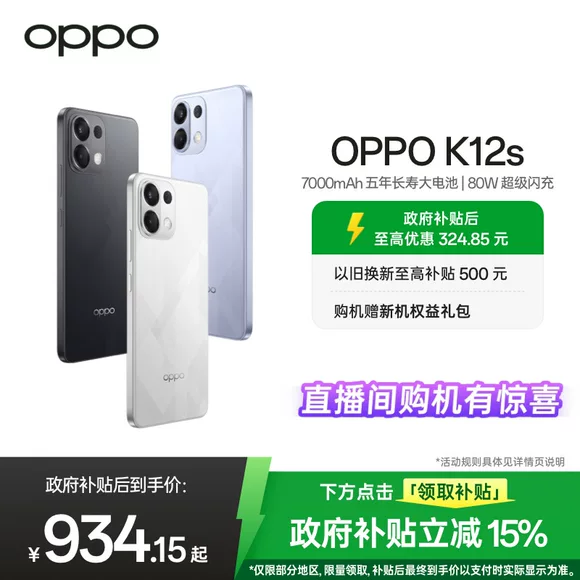 oppo
OPPO K12s
7000mAh 五年长寿大电池 | 80W 超级闪充
政府补贴后
至高优惠 324.85 元
以旧换新至高补贴 500 元
购机赠新机权益礼包
oppo
oppo
oppo
直播间购机有惊喜
*活动规则具体见详情页说明
政府补贴后到手价:
¥934.15起
下方点击「领取补贴」
政府补贴立减 15%
*仅限部分地区, 限量领取, 补贴后最终到手价以支付时实际显示为准.